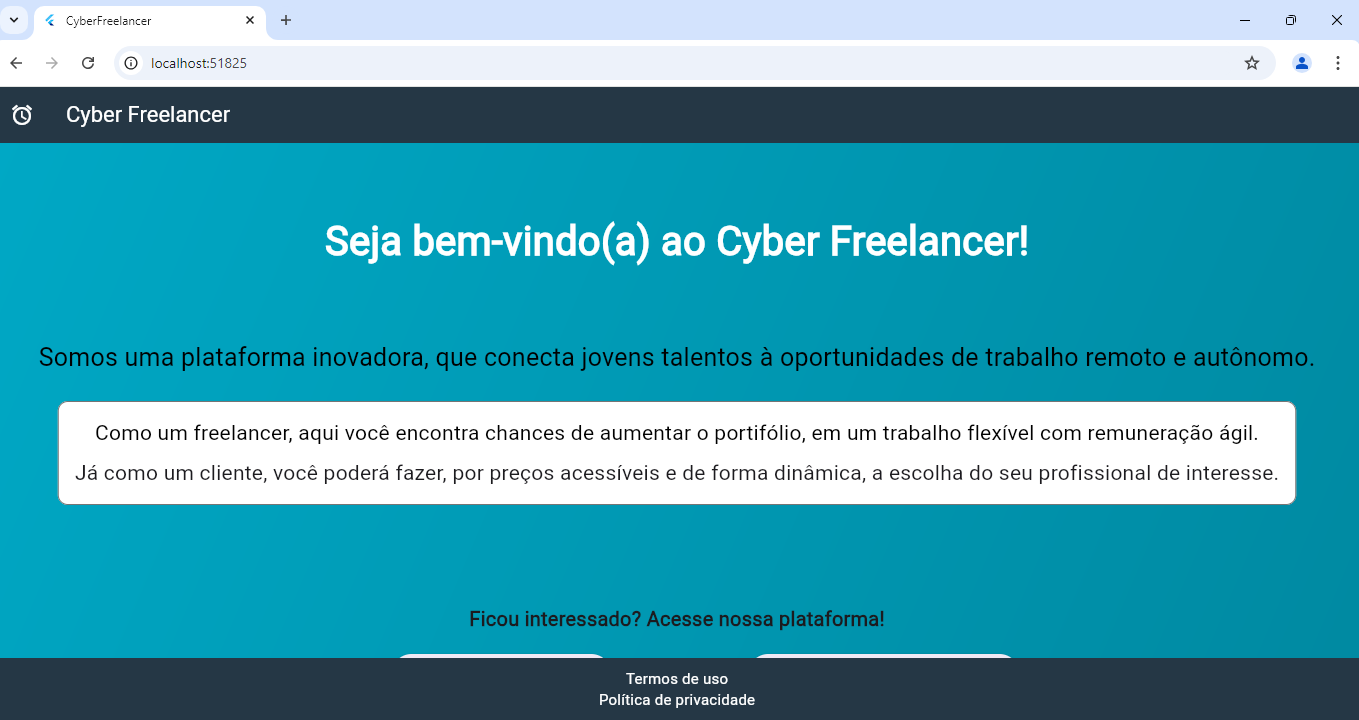 CyberFreelancer
localhost:51825
Cyber Freelancer
Seja bem-vindo(a) ao Cyber Freelancer!
Somos uma plataforma inovadora, que conecta jovens talentos à oportunidades de trabalho remoto e autônomo.
Como um freelancer, aqui você encontra chances de aumentar o portifólio, em um trabalho flexível com remuneração ágil.
Já como um cliente, você poderá fazer, por preços acessíveis e de forma dinâmica, a escolha do seu profissional de interesse.
Ficou interessado? Acesse nossa plataforma!
Termos de uso
Política de privacidade